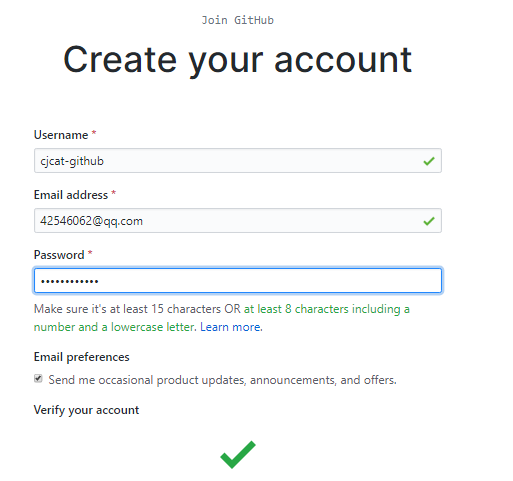 Join GitHub
Create your account
Username *
cjcat-github
Email address *
42546062@qq.com
Password *
••••••••••••
Make sure it's at least 15 characters OR at least 8 characters including a
number and a lowercase letter. Learn more.
Email preferences
Send me occasional product updates, announcements, and offers.
Verify your account